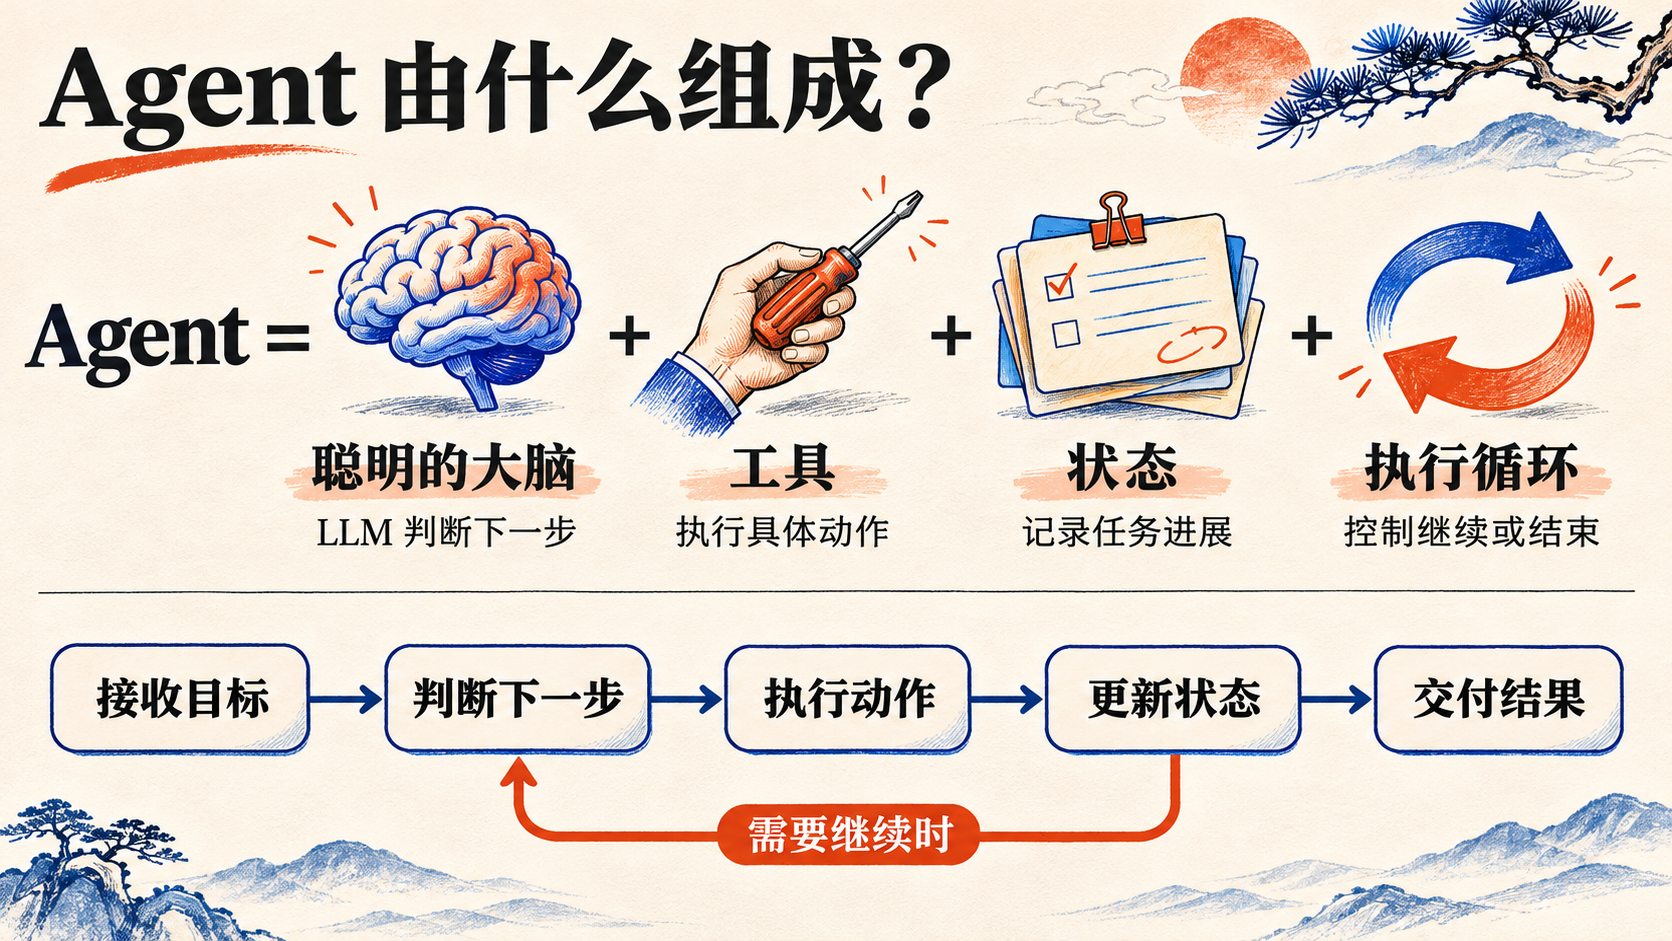 Agent 由什么组成？
Agent = + + +
聪明的大脑
LLM 判断下一步
工具
执行具体动作
状态
记录任务进展
执行循环
控制继续或结束
接收目标
判断下一步
执行动作
更新状态
交付结果
需要继续时